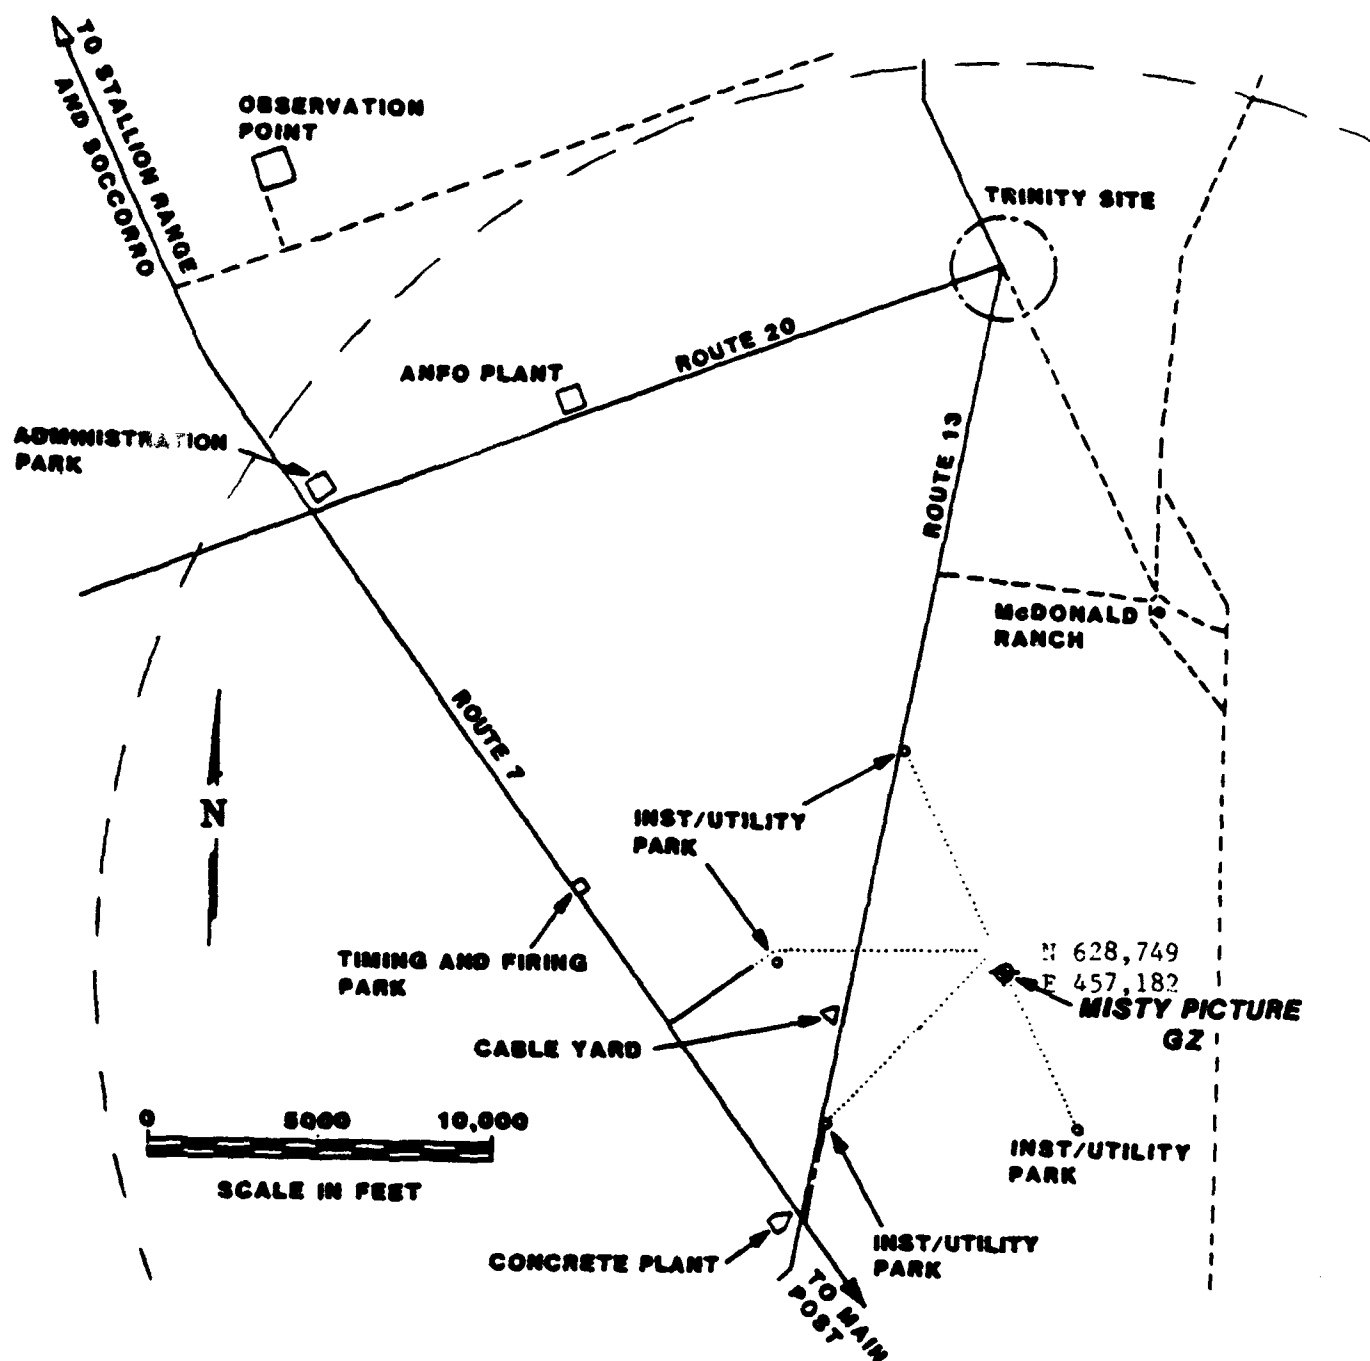 TO STALLION RANGE
AND SOCCORRO
OBSERVATION
POINT
TRINITY SITE
ROUTE 20
ANFO PLANT
ADMINISTRATION
PARK
ROUTE 13
McDONALD
RANCH
ROUTE 7
N
INST/UTILITY
PARK
TIMING AND FIRING
PARK
N 628,749
E 457,182
MISTY PICTURE
GZ
CABLE YARD
0 5000 10,000
SCALE IN FEET
INST/UTILITY
PARK
INST/UTILITY
PARK
CONCRETE PLANT
TO MAIN
POST